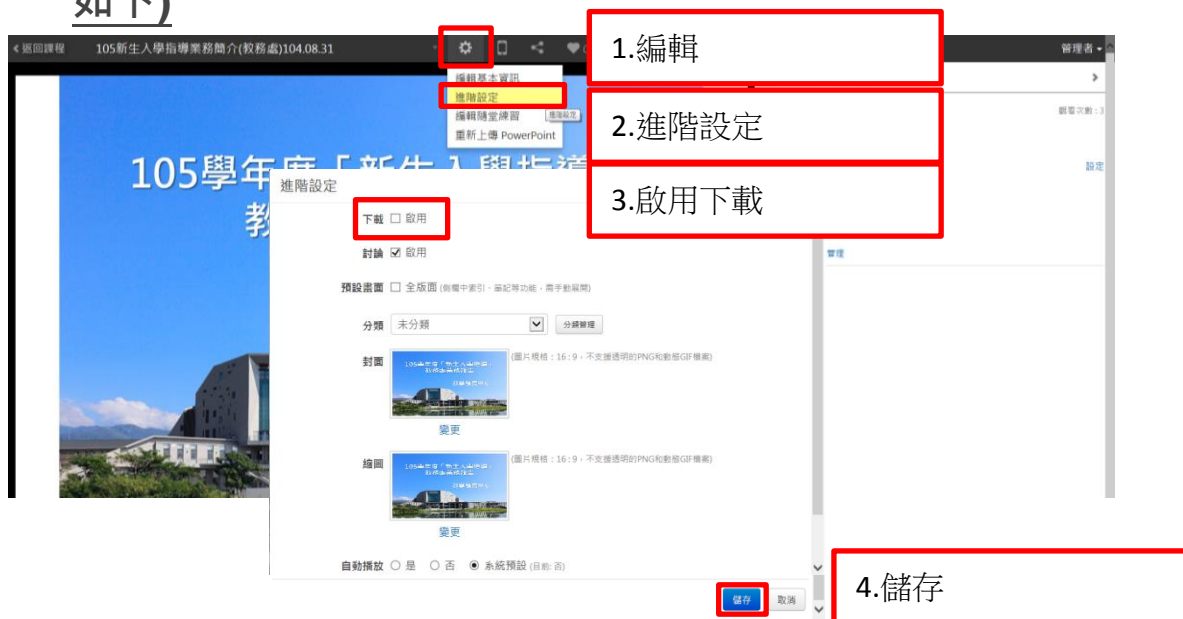 如下)
返回課程 105新生人學指導業務簡介(教務處)104.08.31 管理者
1.編輯
編輯基本資訊
進階設定
編輯隨堂練習 進階設定
重新上傳 PowerPoint
觀看次數 : 3
2.進階設定
設定
3.啟用下載
105學年度「新生入學指導
教
進階設定
下載 啟用
討論 啟用
管理
預設畫面 全版面 (側欄中索引、筆記等功能，需手動展開)
分類 未分類 分類管理
封面 (圖片規格 : 16 : 9，不支援透明的PNG和動態GIF檔案)
變更
縮圖 (圖片規格 : 16 : 9，不支援透明的PNG和動態GIF檔案)
變更
自動播放 是 否 系統預設 (目前: 否)
儲存 取消
4.儲存